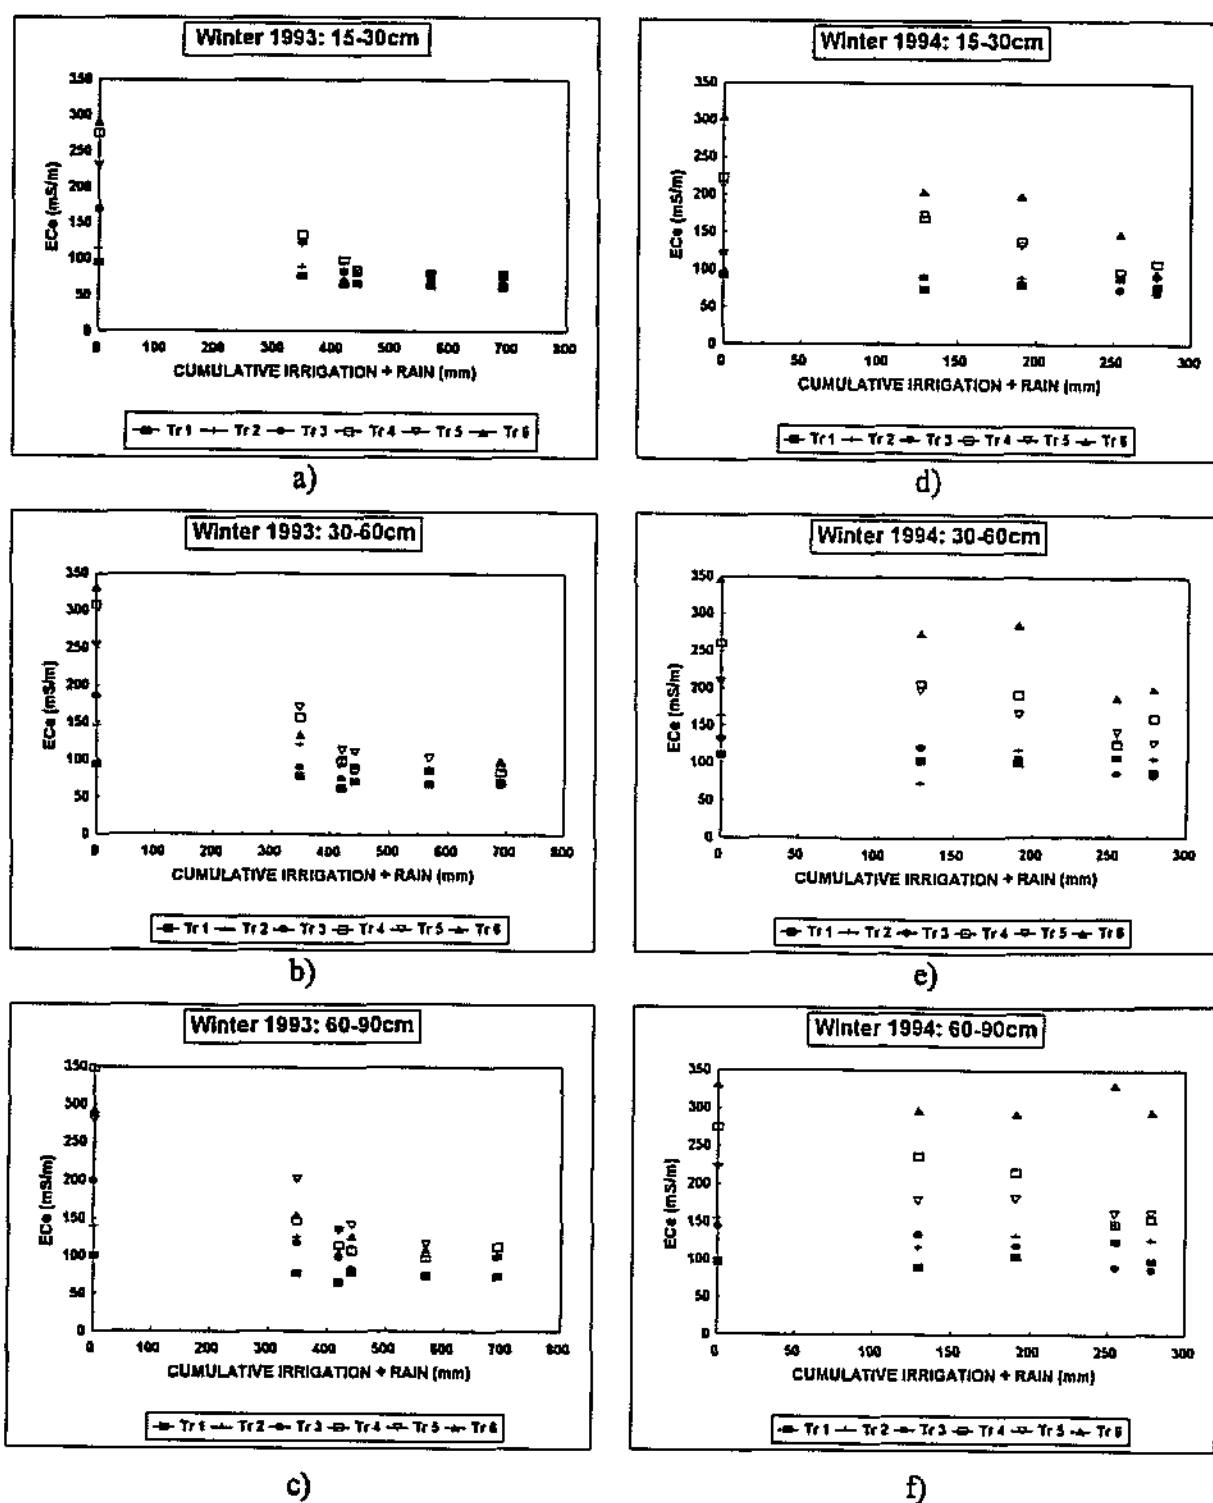 Winter 1993: 15-30cm
ECe (mS/m)
350
300
250
200
150
100
50
0
0 100 200 300 400 500 600 700 800
CUMULATIVE IRRIGATION + RAIN (mm)
Tr 1 Tr 2 Tr 3 Tr 4 Tr 5 Tr 6
a)
Winter 1993: 30-60cm
ECe (mS/m)
350
300
250
200
150
100
50
0
0 100 200 300 400 500 600 700 800
CUMULATIVE IRRIGATION + RAIN (mm)
Tr 1 Tr 2 Tr 3 Tr 4 Tr 5 Tr 6
b)
Winter 1993: 60-90cm
ECe (mS/m)
350
300
250
200
150
100
50
0
0 100 200 300 400 500 600 700 800
CUMULATIVE IRRIGATION + RAIN (mm)
Tr 1 Tr 2 Tr 3 Tr 4 Tr 5 Tr 6
c)
Winter 1994: 15-30cm
ECe (mS/m)
350
300
250
200
150
100
50
0
0 50 100 150 200 250 300
CUMULATIVE IRRIGATION + RAIN (mm)
Tr 1 Tr 2 Tr 3 Tr 4 Tr 5 Tr 6
d)
Winter 1994: 30-60cm
ECe (mS/m)
350
300
250
200
150
100
50
0
0 50 100 150 200 250 300
CUMULATIVE IRRIGATION + RAIN (mm)
Tr 1 Tr 2 Tr 3 Tr 4 Tr 5 Tr 6
e)
Winter 1994: 60-90cm
ECe (mS/m)
350
300
250
200
150
100
50
0
0 50 100 150 200 250 300
CUMULATIVE IRRIGATION + RAIN (mm)
Tr 1 Tr 2 Tr 3 Tr 4 Tr 5 Tr 6
f)